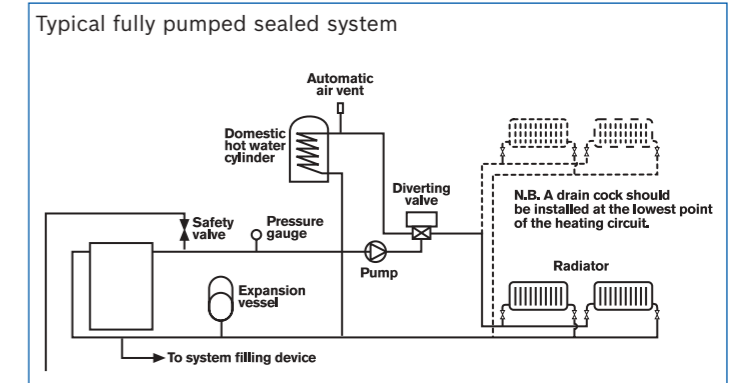 Typical fully pumped sealed system
Automatic
air vent
Domestic
hot water
cylinder
Diverting
valve
N.B. A drain cock should
be installed at the lowest point
of the heating circuit.
Safety
valve
Pressure
gauge
Pump
Radiator
Expansion
vessel
To system filling device